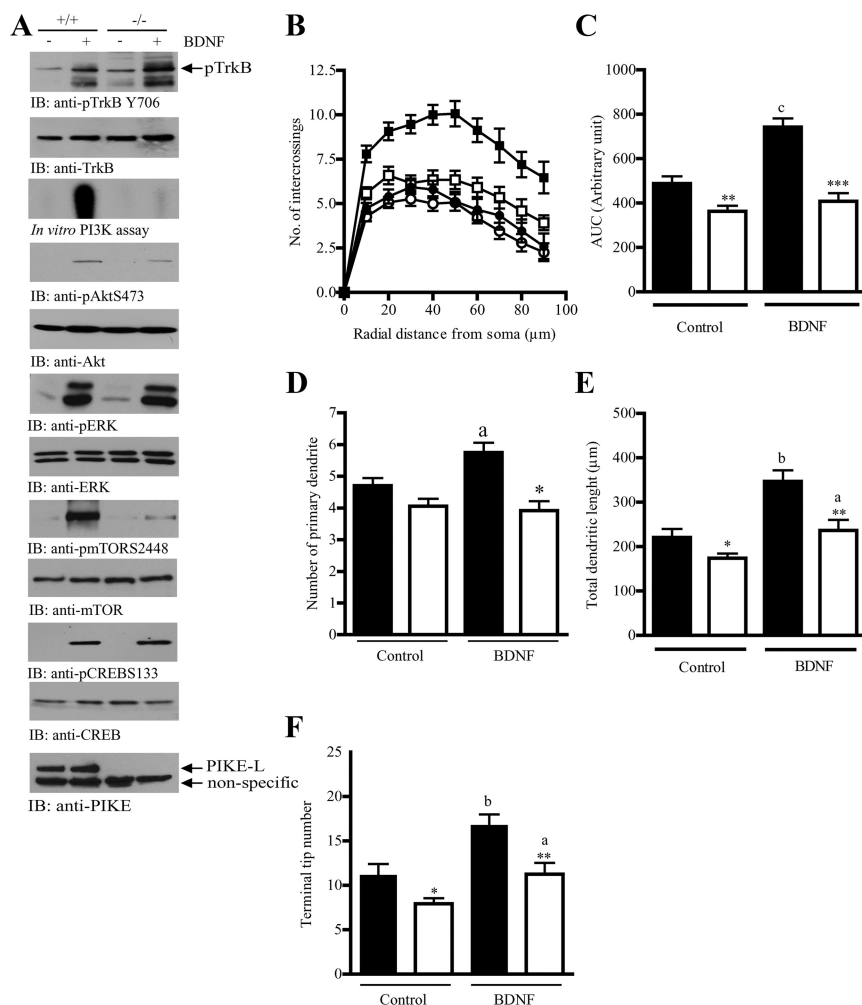 A
+/+ -/-
- + - + BDNF
pTrkB
IB: anti-pTrkB Y706
IB: anti-TrkB
In vitro PI3K assay
IB: anti-pAktS473
IB: anti-Akt
IB: anti-pERK
IB: anti-ERK
IB: anti-pmTORS2448
IB: anti-mTOR
IB: anti-pCREBS133
IB: anti-CREB
PIKE-L
non-specific
IB: anti-PIKE
B
No. of intercrossings
12.5
10.0
7.5
5.0
2.5
0.0
0 20 40 60 80 100
Radial distance from soma (µm)
C
AUC (Arbitrary unit)
1000
800
600
400
200
0
**
c
***
Control BDNF
D
Number of primary dendrite
7
6
5
4
3
2
1
0
a
*
Control BDNF
E
Total dendritic lenght (µm)
500
400
300
200
100
0
*
b
a
**
Control BDNF
F
Terminal tip number
25
20
15
10
5
0
*
b
a
**
Control BDNF